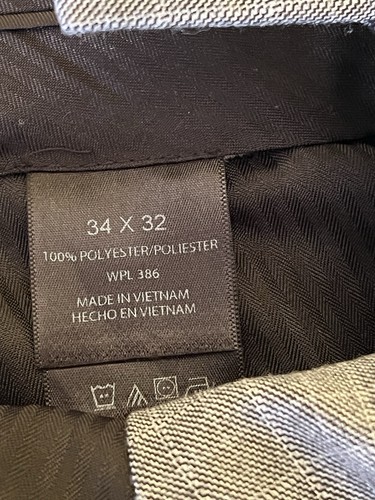 34 X 32
100% POLYESTER/POLIESTER
WPL 386
MADE IN VIETNAM
HECHO EN VIETNAM